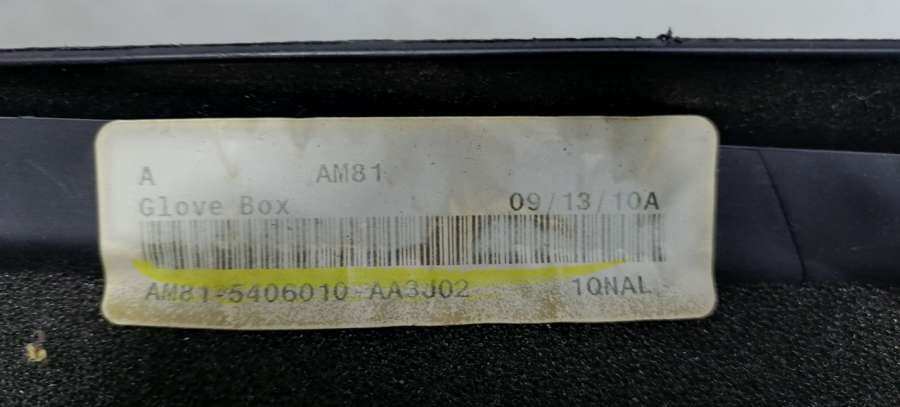 A AM81
Glove Box 09/13/10A
AM81-5406010-AA3J02 1QNAL